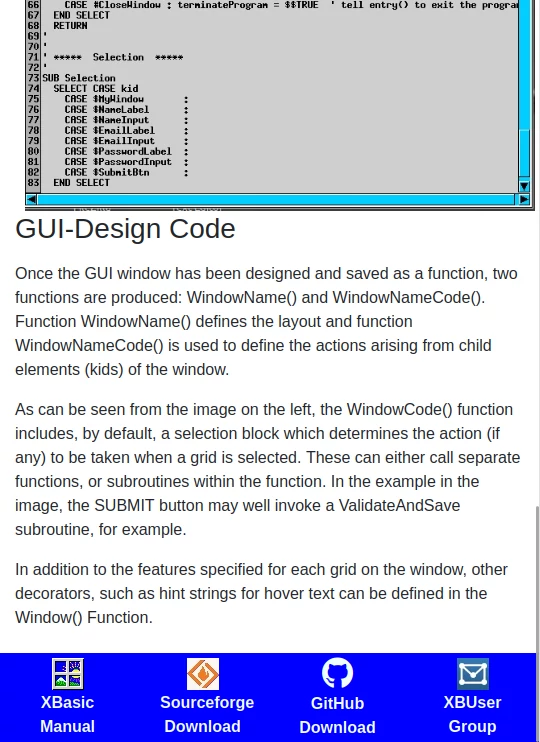 66    CASE #CloseWindow : terminateProgram = $$TRUE  ' tell entry() to exit the progra
67  END SELECT
68  RETURN
69 '
70 '
71 ' *****  Selection  *****
72 '
73 SUB Selection
74  SELECT CASE kid
75    CASE $MyWindow       :
76    CASE $NameLabel      :
77    CASE $NameInput      :
78    CASE $EmailLabel     :
79    CASE $EmailInput     :
80    CASE $PasswordLabel  :
81    CASE $PasswordInput  :
82    CASE $SubmitBtn      :
83  END SELECT
GUI-Design Code
Once the GUI window has been designed and saved as a function, two
functions are produced: WindowName() and WindowNameCode().
Function WindowName() defines the layout and function
WindowNameCode() is used to define the actions arising from child
elements (kids) of the window.
As can be seen from the image on the left, the WindowCode() function
includes, by default, a selection block which determines the action (if
any) to be taken when a grid is selected. These can either call separate
functions, or subroutines within the function. In the example in the
image, the SUBMIT button may well invoke a ValidateAndSave
subroutine, for example.
In addition to the features specified for each grid on the window, other
decorators, such as hint strings for hover text can be defined in the
Window() Function.
XBasic
Manual
Sourceforge
Download
GitHub
Download
XBUser
Group